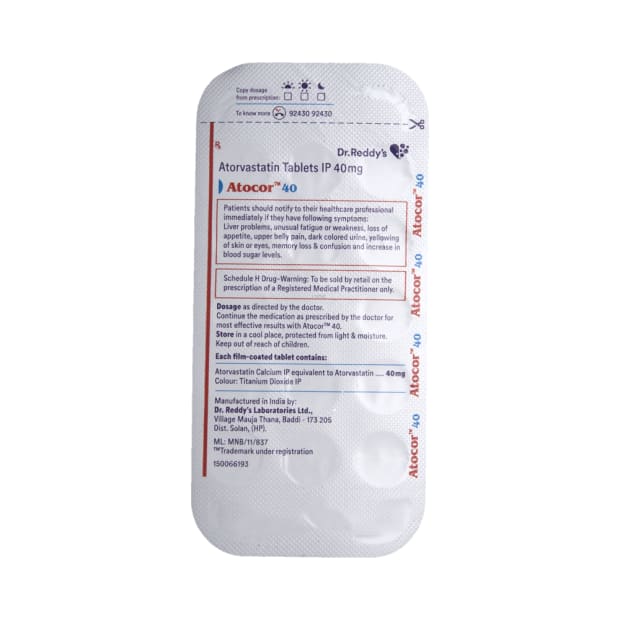 Copy dosage
from prescription:
To know more 92430 92430
Rx
Dr.Reddy's
Atorvastatin Tablets IP 40mg
Atocor™ 40
Patients should notify to their healthcare professional
immediately if they have following symptoms:
Liver problems, unusual fatigue or weakness, loss of
appetite, upper belly pain, dark colored urine, yellowing
of skin or eyes, memory loss & confusion and increase in
blood sugar levels.
Schedule H Drug-Warning: To be sold by retail on the
prescription of a Registered Medical Practitioner only.
Dosage as directed by the doctor.
Continue the medication as prescribed by the doctor for
most effective results with Atocor™ 40.
Store in a cool place, protected from light & moisture.
Keep out of reach of children.
Each film-coated tablet contains:
Atorvastatin Calcium IP equivalent to Atorvastatin .... 40mg
Colour: Titanium Dioxide IP
Manufactured in India by:
Dr. Reddy's Laboratories Ltd.,
Village Mauja Thana, Baddi - 173 205
Dist. Solan, (HP).
ML: MNB/11/837
™Trademark under registration
150066193
Atocor™ 40
Atocor™ 40
Atocor™ 40
Atocor™ 40